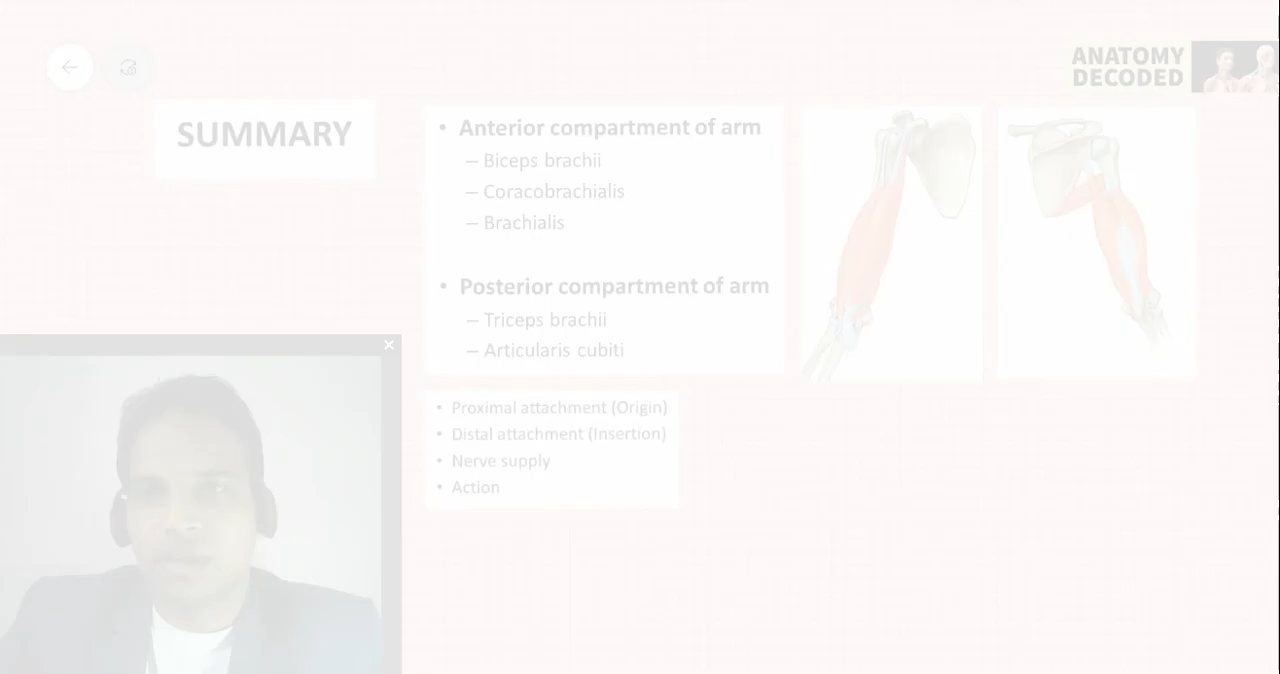 ANATOMY
DECODED
SUMMARY
• Anterior compartment of arm
– Biceps brachii
– Coracobrachialis
– Brachialis
• Posterior compartment of arm
– Triceps brachii
– Articularis cubiti
• Proximal attachment (Origin)
• Distal attachment (Insertion)
• Nerve supply
• Action